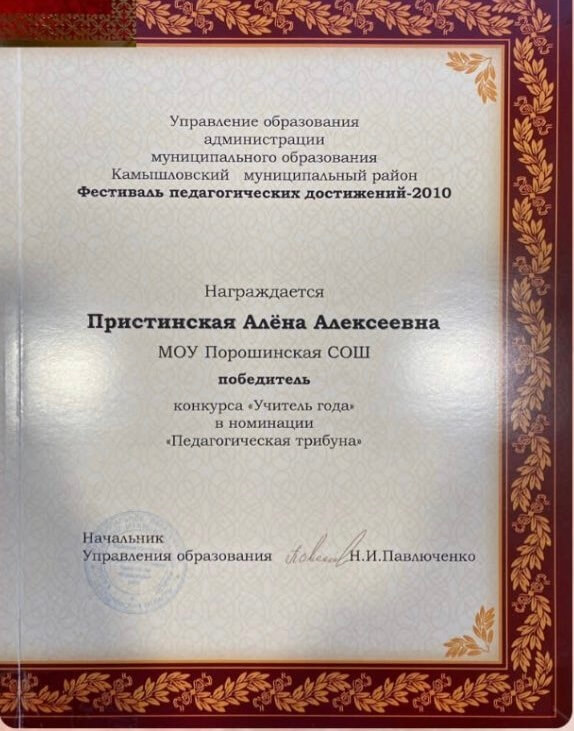 Управление образования
администрации
муниципального образования
Камышловский муниципальный район
Фестиваль педагогических достижений-2010
Награждается
Пристинская Алёна Алексеевна
МОУ Порошинская СОШ
победитель
конкурса «Учитель года»
в номинации
«Педагогическая трибуна»
Начальник
Управления образования Н.И.Павлюченко